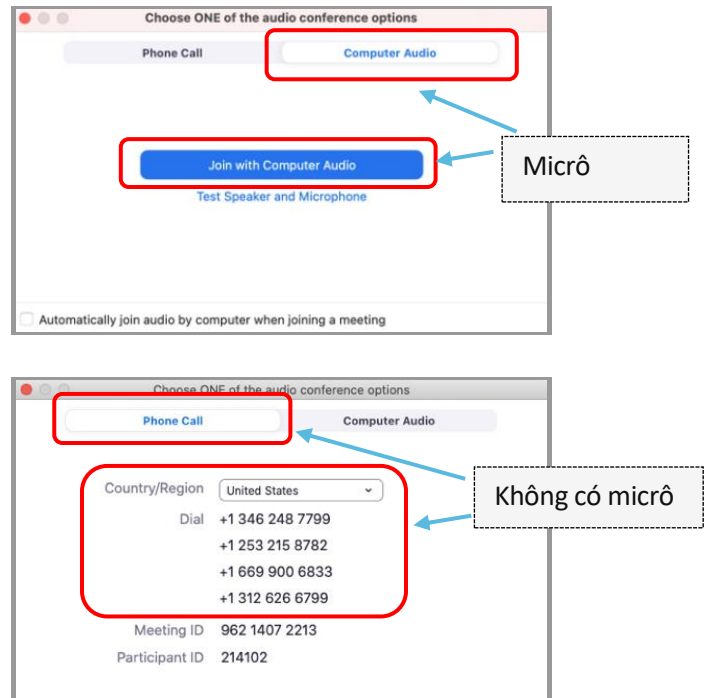 Choose ONE of the audio conference options
Phone Call
Computer Audio
Join with Computer Audio
Test Speaker and Microphone
Micrô
Automatically join audio by computer when joining a meeting
Choose ONE of the audio conference options
Phone Call
Computer Audio
Country/Region United States
Dial +1 346 248 7799
+1 253 215 8782
+1 669 900 6833
+1 312 626 6799
Không có micrô
Meeting ID 962 1407 2213
Participant ID 214102